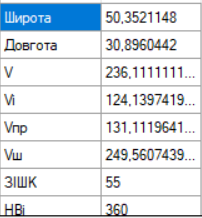 Широта 50,3521148
Довгота 30,8960442
V 236,1111111...
Vi 124,1397419...
Vпр 131,1119641...
Vш 249,5607439...
ЗІШК 55
НВі 360